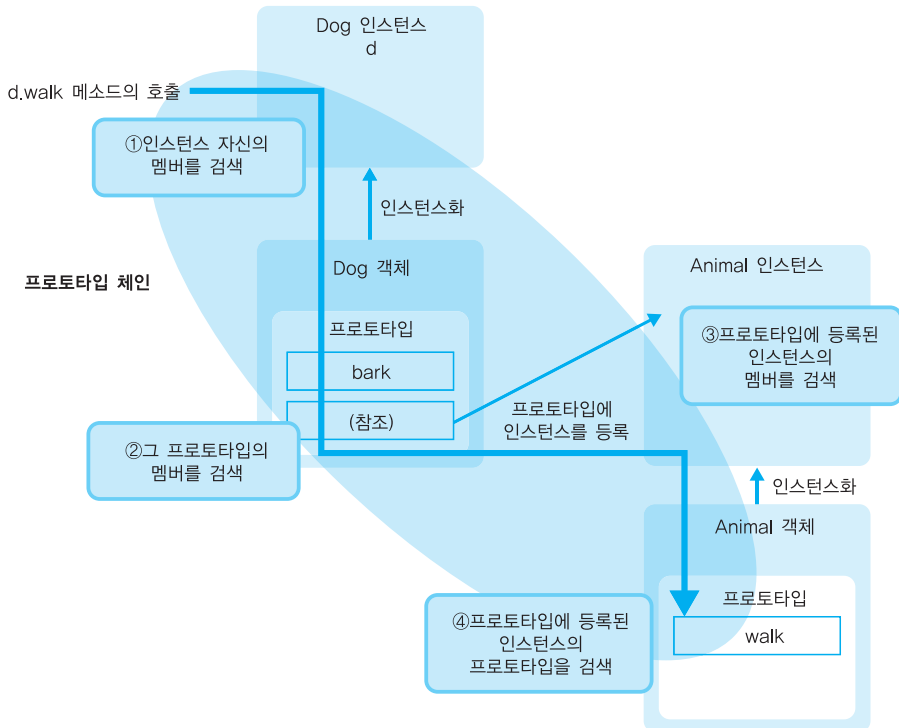 Dog 인스턴스
d
d.walk 메소드의 호출
①인스턴스 자신의
멤버를 검색
인스턴스화
프로토타입 체인
Dog 객체
Animal 인스턴스
프로토타입
bark
(참조)
③프로토타입에 등록된
인스턴스의
멤버를 검색
프로토타입에
인스턴스를 등록
②그 프로토타입의
멤버를 검색
인스턴스화
Animal 객체
프로토타입
walk
④프로토타입에 등록된
인스턴스의
프로토타입을 검색